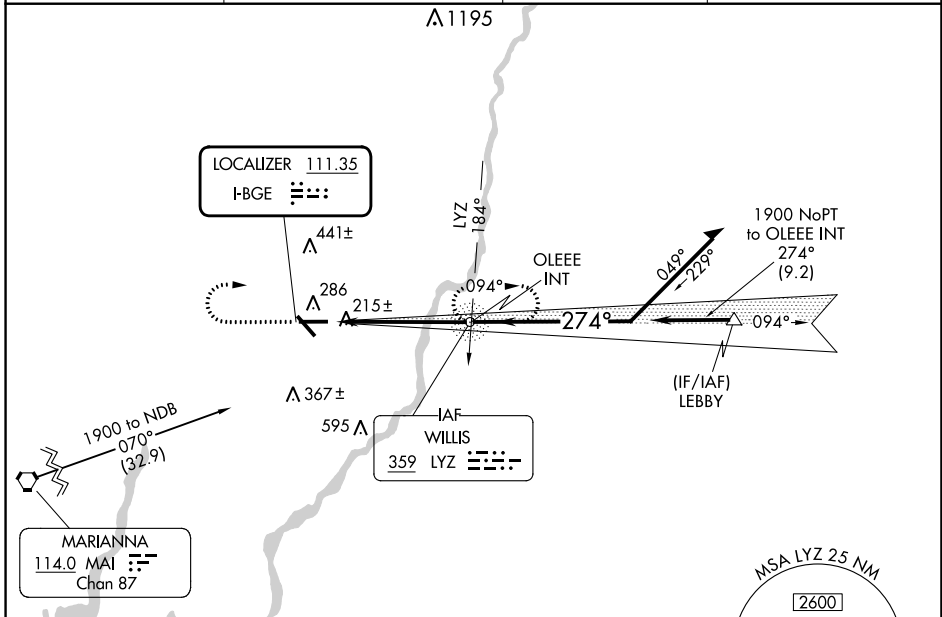 1195
LOCALIZER 111.35
I-BGE
441±
LYZ
184°
OLEEE
INT
1900 NoPT
to OLEEE INT
274°
(9.2)
049°
229°
286
215±
094°
274°
094°
(IF/IAF)
LEBBY
367±
595
IAF
WILLIS
359 LYZ
1900 to NDB
070°
(32.9)
MARIANNA
114.0 MAI
Chan 87
MSA LYZ 25 NM
2600